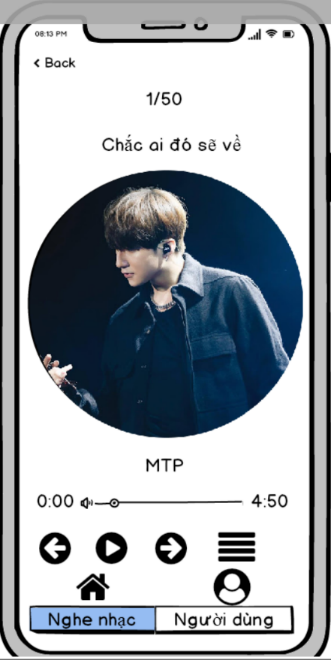 08:13 PM
< Back
1/50
Chắc ai đó sẽ về
MTP
0:00 4:50
Nghe nhạc Người dùng